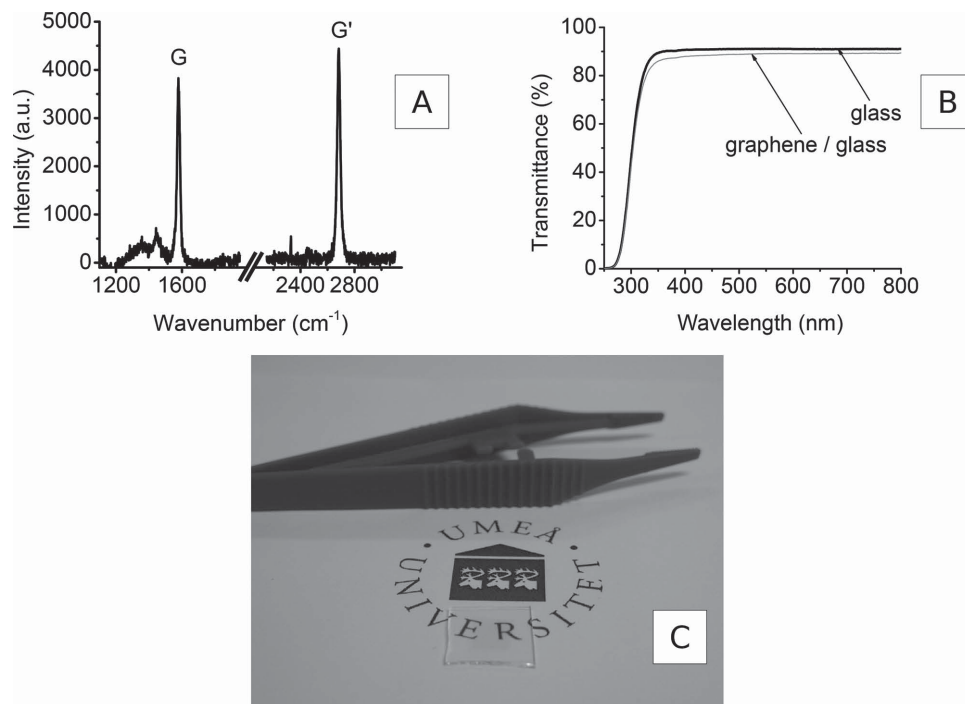 A
Intensity (a.u.)
5000
4000
3000
2000
1000
0
G
G'
1200
1600
2400
2800
Wavenumber (cm⁻¹)
B
Transmittance (%)
100
80
60
40
20
0
glass
graphene / glass
300
400
500
600
700
800
Wavelength (nm)
UMEÅ
UNIVERSITET
C